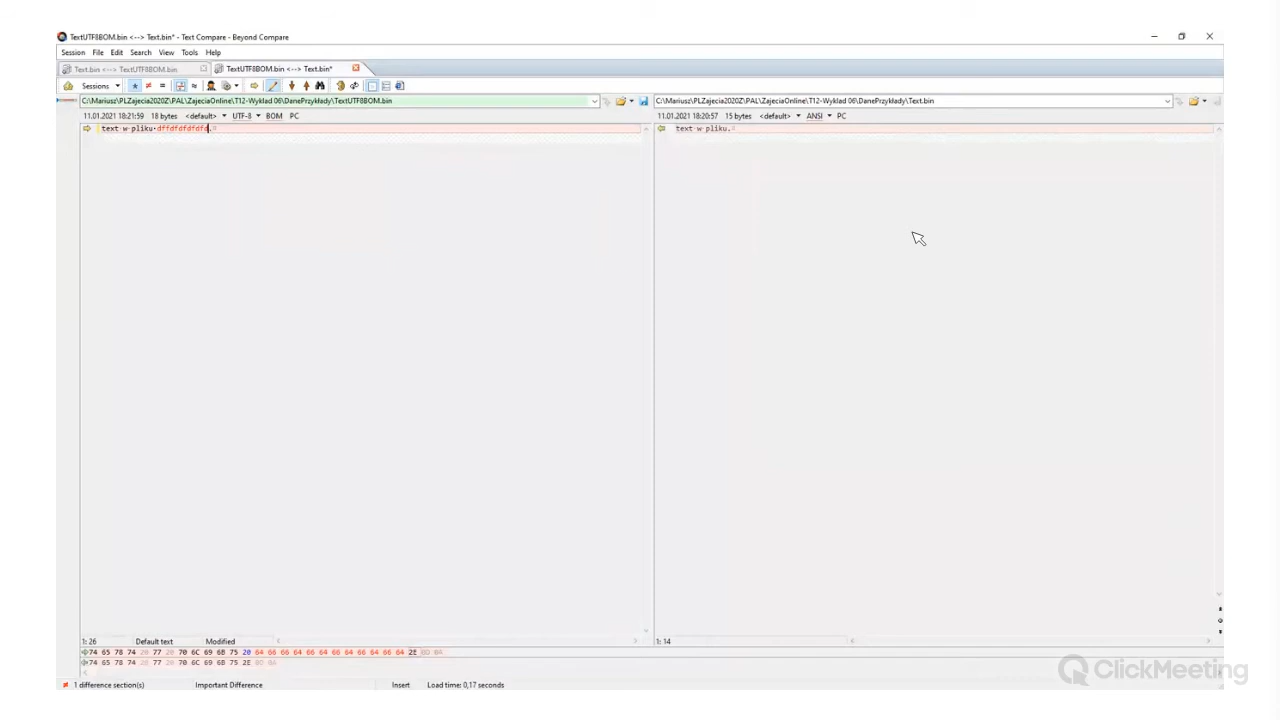 TextUTF8BOM.bin <--> Text.bin* - Text Compare - Beyond Compare
Session File Edit Search View Tools Help
Text.bin <--> TextUTF8BOM.bin TextUTF8BOM.bin <--> Text.bin*
Sessions
C:\Mariusz\PLZajecia2020Z\PAL\ZajeciaOnline\T12-Wyklad 06\DanePrzykłady\TextUTF8BOM.bin C:\Mariusz\PLZajecia2020Z\PAL\ZajeciaOnline\T12-Wyklad 06\DanePrzykłady\Text.bin
11.01.2021 18:21:59 18 bytes <default> UTF-8 BOM PC 11.01.2021 18:20:57 15 bytes <default> ANSI PC
text w pliku dffdfdfdfdfd. text w pliku.
1: 26 Default text Modified 1: 14
74 65 78 74 20 77 20 70 6C 69 6B 75 20 64 66 66 64 66 64 66 64 66 64 66 64 2E 0D 0A
74 65 78 74 20 77 20 70 6C 69 6B 75 2E 0D 0A
1 difference section(s) Important Difference Insert Load time: 0,17 seconds
ClickMeeting